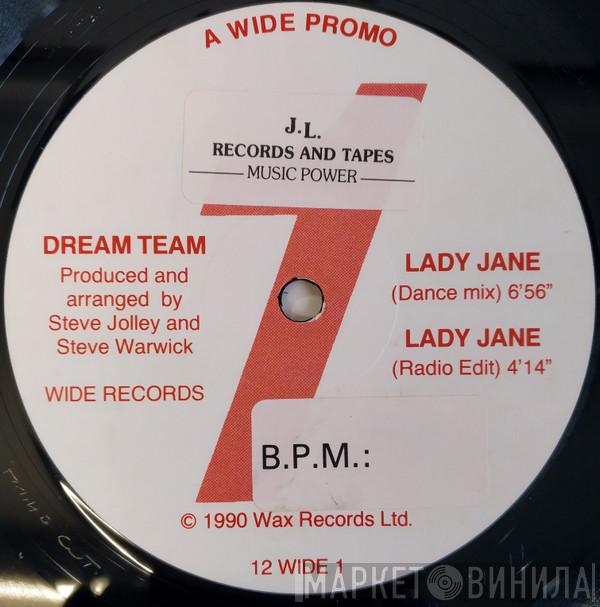 A WIDE PROMO
J.L.
RECORDS AND TAPES
MUSIC POWER
DREAM TEAM
Produced and
arranged by
Steve Jolley and
Steve Warwick
WIDE RECORDS
LADY JANE
(Dance mix) 6'56"
LADY JANE
(Radio Edit) 4'14"
B.P.M.:
© 1990 Wax Records Ltd.
12 WIDE 1
МАРКЕТ ВИНИЛА